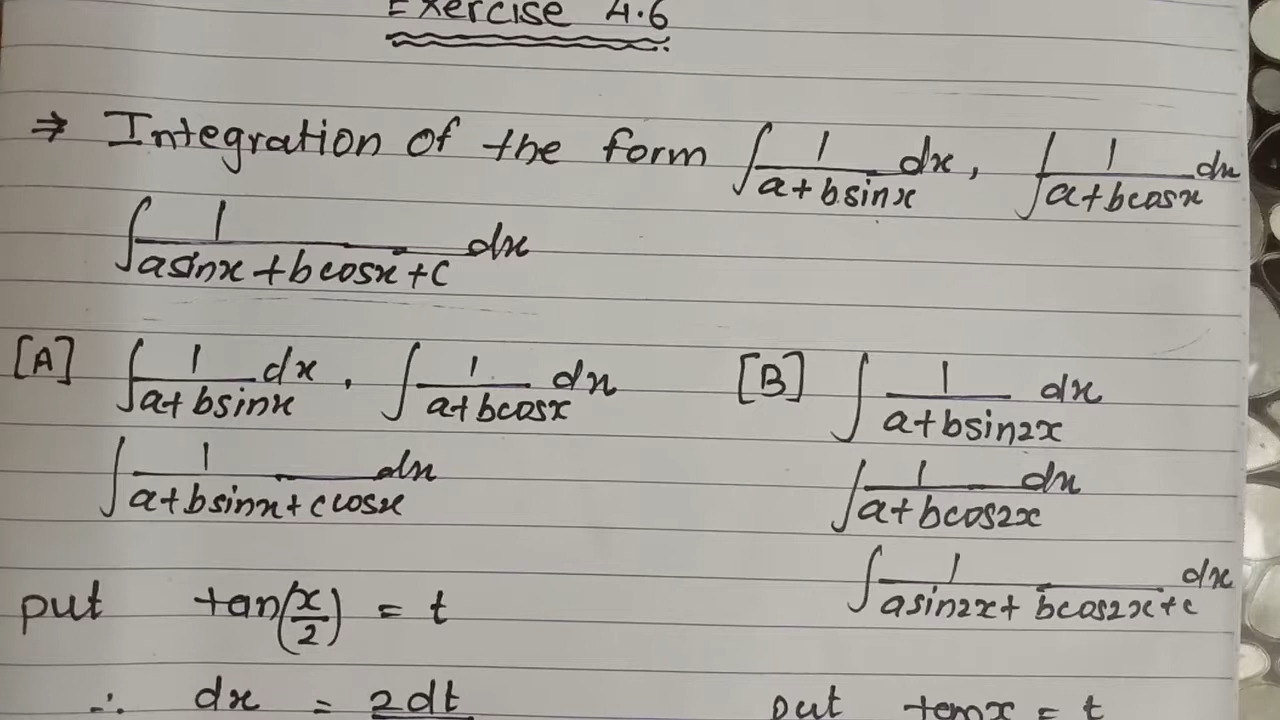 Exercise 4.6
⇒ Integration of the form ∫ 1/(a+bsinx) dx, ∫ 1/(a+bcosx) dx
∫ 1/(asinx+bcosx+c) dx
[A] ∫ 1/(a+bsinx) dx, ∫ 1/(a+bcosx) dx
∫ 1/(a+bsinx+ccosx) dx
put tan(x/2) = t
∴ dx = 2dt
[B] ∫ 1/(a+bsin2x) dx
∫ 1/(a+bcos2x) dx
∫ 1/(asin2x+bcos2x+c) dx
put tanx = t